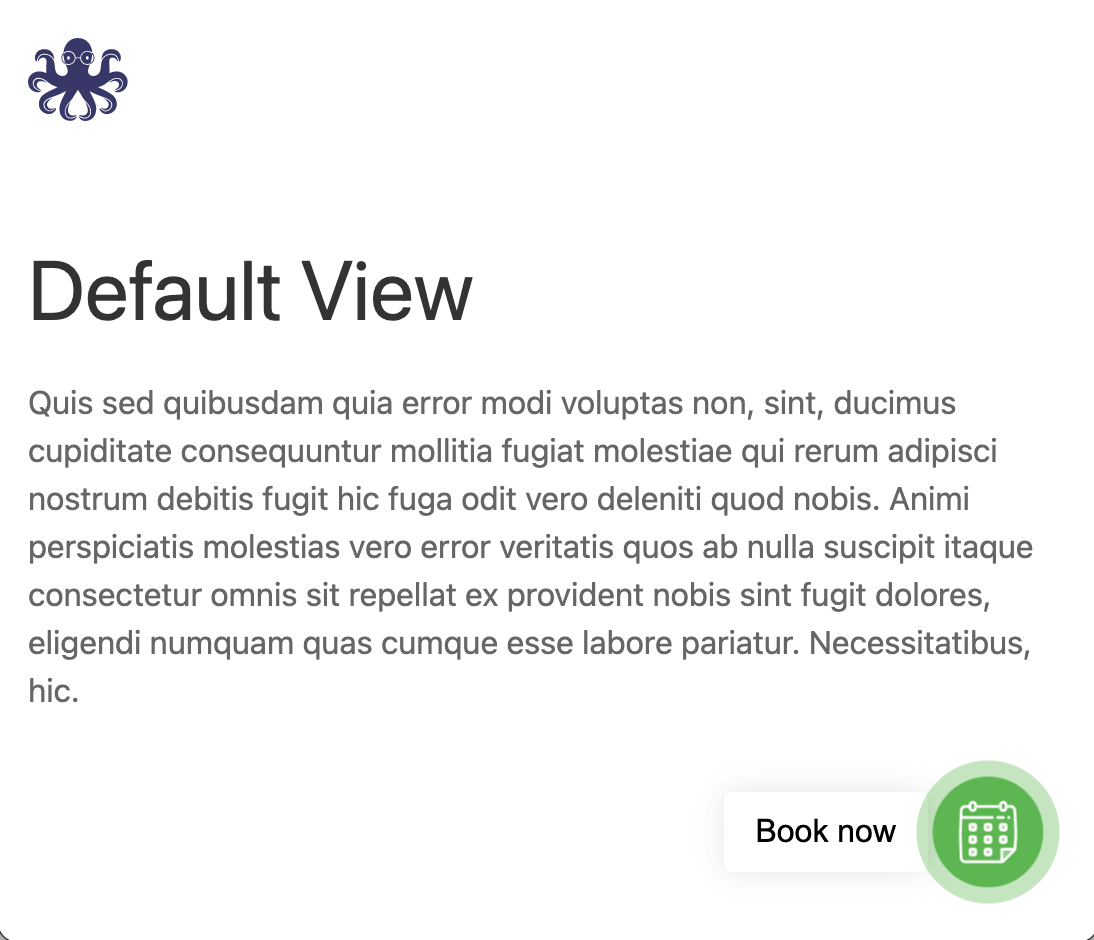 Default View
Quis sed quibusdam quia error modi voluptas non, sint, ducimus
cupiditate consequuntur mollitia fugiat molestiae qui rerum adipisci
nostrum debitis fugit hic fuga odit vero deleniti quod nobis. Animi
perspiciatis molestias vero error veritatis quos ab nulla suscipit itaque
consectetur omnis sit repellat ex provident nobis sint fugit dolores,
eligendi numquam quas cumque esse labore pariatur. Necessitatibus,
hic.
Book now